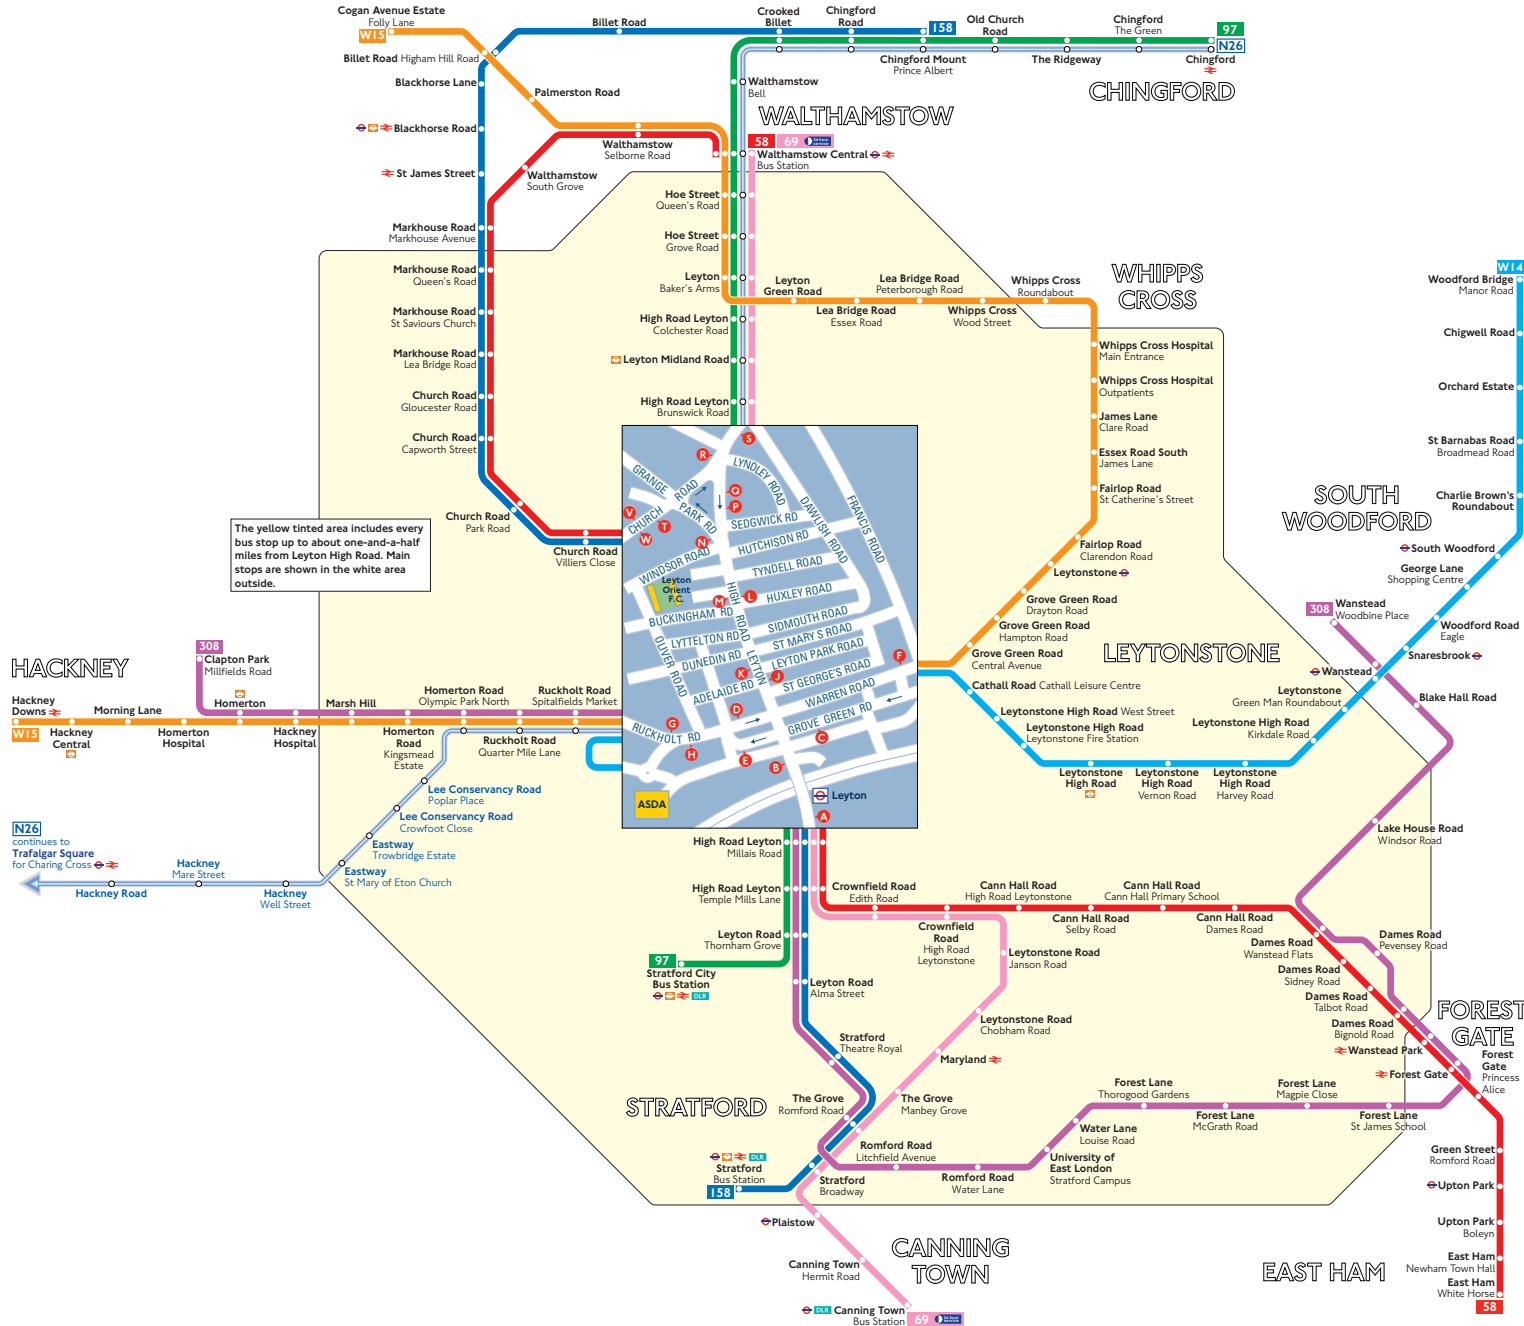 Cogan Avenue Estate
Folly Lane
W15
Billet Road Higham Hill Road
Blackhorse Lane
Blackhorse Road
St James Street
Palmerston Road
Billet Road
Crooked
Billet
Chingford
Road
158
Old Church
Road
Chingford
The Green
97
N26
Chingford Mount
Prince Albert
The Ridgeway
Chingford
CHINGFORD
Walthamstow
Bell
WALTHAMSTOW
58
69
24 hour
service
Walthamstow Central
Bus Station
Walthamstow
Selborne Road
Walthamstow
South Grove
Markhouse Road
Markhouse Avenue
Markhouse Road
Queen's Road
Markhouse Road
St Saviours Church
Markhouse Road
Lea Bridge Road
Church Road
Gloucester Road
Church Road
Capworth Street
Church Road
Park Road
Church Road
Villiers Close
Hoe Street
Queen's Road
Hoe Street
Grove Road
Leyton
Baker's Arms
High Road Leyton
Colchester Road
Leyton Midland Road
High Road Leyton
Brunswick Road
Leyton
Green Road
Lea Bridge Road
Essex Road
Lea Bridge Road
Peterborough Road
Whipps Cross
Wood Street
Whipps Cross
Roundabout
WHIPPS
CROSS
Whipps Cross Hospital
Main Entrance
Whipps Cross Hospital
Outpatients
James Lane
Clare Road
Essex Road South
James Lane
Fairlop Road
St Catherine's Street
Fairlop Road
Clarendon Road
Leytonstone
Grove Green Road
Drayton Road
Grove Green Road
Hampton Road
Grove Green Road
Central Avenue
W14
Woodford Bridge
Manor Road
Chigwell Road
Orchard Estate
St Barnabas Road
Broadmead Road
Charlie Brown's
Roundabout
SOUTH
WOODFORD
South Woodford
George Lane
Shopping Centre
Woodford Road
Eagle
Snaresbrook
308
Wanstead
Woodbine Place
Wanstead
Blake Hall Road
LEYTONSTONE
Leytonstone
Green Man Roundabout
Leytonstone High Road
Kirkdale Road
Cathall Road Cathall Leisure Centre
Leytonstone High Road West Street
Leytonstone High Road
Leytonstone Fire Station
Leytonstone
High Road
Leytonstone
High Road
Vernon Road
Leytonstone
High Road
Harvey Road
The yellow tinted area includes every
bus stop up to about one-and-a-half
miles from Leyton High Road. Main
stops are shown in the white area
outside.
HACKNEY
308
Clapton Park
Millfields Road
Hackney
Downs
W15
Morning Lane
Hackney
Central
Homerton
Homerton
Hospital
Hackney
Hospital
Marsh Hill
Homerton
Road
Kingsmead
Estate
Homerton Road
Olympic Park North
Ruckholt Road
Quarter Mile Lane
Ruckholt Road
Spitalfields Market
Lee Conservancy Road
Poplar Place
Lee Conservancy Road
Crowfoot Close
Eastway
Trowbridge Estate
Eastway
St Mary of Eton Church
N26
continues to
Trafalgar Square
for Charing Cross
Hackney Road
Hackney
Mare Street
Hackney
Well Street
S
R
Q
P
V
T
W
N
M
L
K
J
F
D
G
H
E
C
B
A
GRANGE
ROAD
CHURCH
PARK RD
LYNDLEY ROAD
DAWLISH ROAD
FRANCIS ROAD
SEDGWICK RD
HUTCHISON RD
WINDSOR ROAD
TYNDELL ROAD
Leyton
Orient
F.C.
HIGH ROAD LEYTON
HUXLEY ROAD
BUCKINGHAM RD
SIDMOUTH ROAD
LYTTELTON RD
ST MARY S ROAD
OLIVER ROAD
DUNEDIN RD
LEYTON PARK ROAD
ST GEORGE'S ROAD
ADELAIDE RD
WARREN ROAD
GROVE GREEN RD
RUCKHOLT RD
ASDA
Leyton
High Road Leyton
Millais Road
High Road Leyton
Temple Mills Lane
Leyton Road
Thornham Grove
97
Stratford City
Bus Station
DLR
Leyton Road
Alma Street
Stratford
Theatre Royal
The Grove
Romford Road
STRATFORD
DLR
Stratford
Bus Station
158
Stratford
Broadway
Crownfield Road
Edith Road
Crownfield
Road
High Road
Leytonstone
Cann Hall Road
High Road Leytonstone
Cann Hall Road
Selby Road
Cann Hall Road
Cann Hall Primary School
Cann Hall Road
Dames Road
Leytonstone Road
Janson Road
Leytonstone Road
Chobham Road
Maryland
The Grove
Manbey Grove
Romford Road
Litchfield Avenue
Romford Road
Water Lane
University of
East London
Stratford Campus
Water Lane
Louise Road
Forest Lane
Thorogood Gardens
Forest Lane
McGrath Road
Forest Lane
Magpie Close
Forest Lane
St James School
Lake House Road
Windsor Road
Dames Road
Pevensey Road
Dames Road
Wanstead Flats
Dames Road
Sidney Road
Dames Road
Talbot Road
Dames Road
Bignold Road
Wanstead Park
Forest Gate
FOREST
GATE
Forest
Gate
Princess
Alice
Green Street
Romford Road
Upton Park
Upton Park
Boleyn
East Ham
Newham Town Hall
East Ham
White Horse
58
EAST HAM
Plaistow
Canning Town
Hermit Road
CANNING
TOWN
DLR
Canning Town
Bus Station
69
24 hour
service